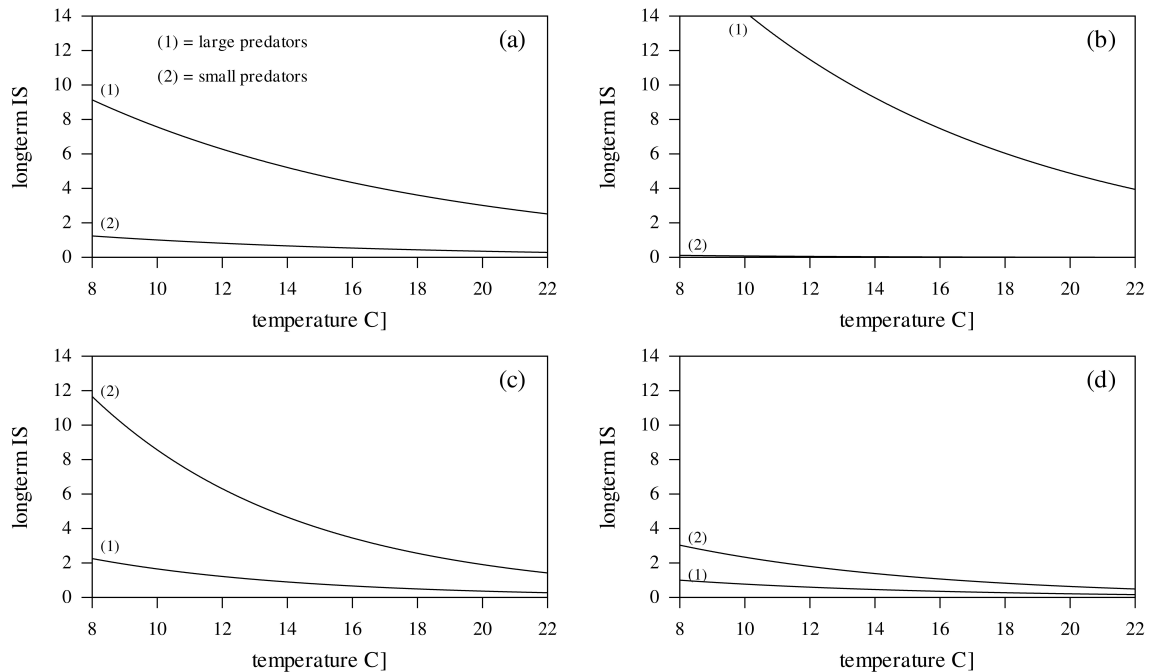 14
12
10
8
6
4
2
0
longterm IS
(1) = large predators
(2) = small predators
(a)
(1)
(2)
8 10 12 14 16 18 20 22
temperature C]
14
12
10
8
6
4
2
0
longterm IS
(1)
(b)
(2)
8 10 12 14 16 18 20 22
temperature C]
14
12
10
8
6
4
2
0
longterm IS
(c)
(2)
(1)
8 10 12 14 16 18 20 22
temperature C]
14
12
10
8
6
4
2
0
longterm IS
(d)
(2)
(1)
8 10 12 14 16 18 20 22
temperature C]